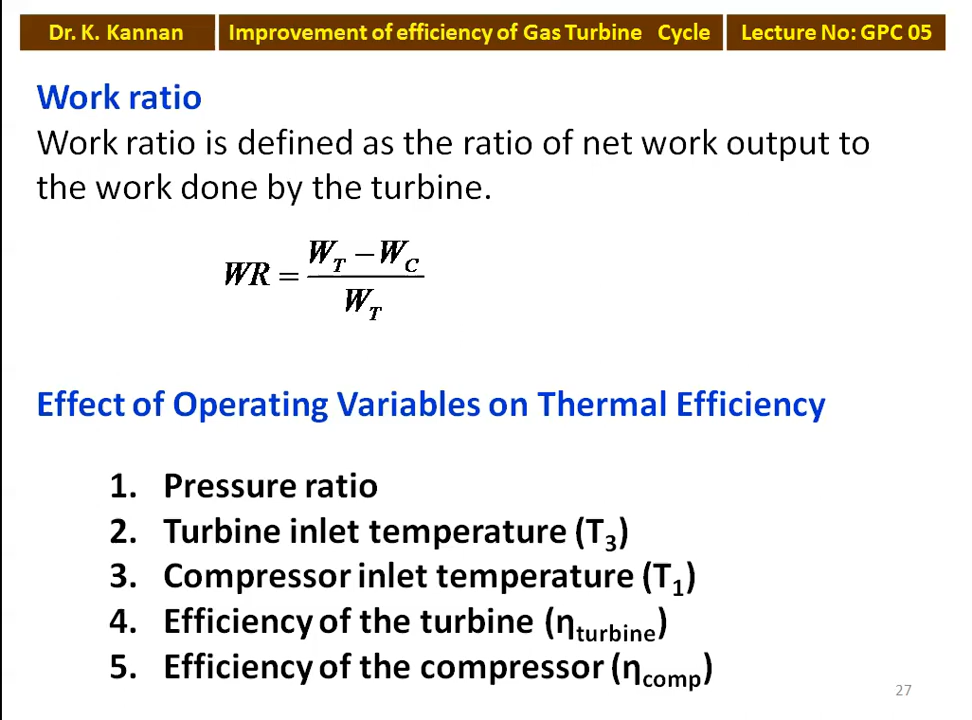 Dr. K. Kannan Improvement of efficiency of Gas Turbine Cycle Lecture No: GPC 05
Work ratio
Work ratio is defined as the ratio of net work output to
the work done by the turbine.
WR = (W_T − W_C) / W_T
Effect of Operating Variables on Thermal Efficiency
1. Pressure ratio
2. Turbine inlet temperature (T₃)
3. Compressor inlet temperature (T₁)
4. Efficiency of the turbine (η_turbine)
5. Efficiency of the compressor (η_comp)
27